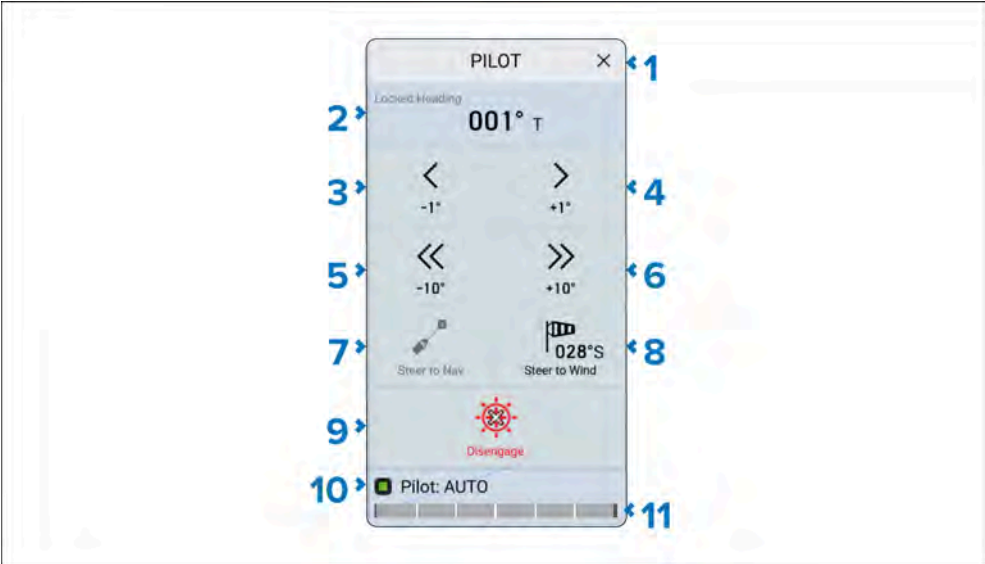 PILOT × 1
Locked Heading
2 001° T
3 < > 4
-1° +1°
5 << >> 6
-10° +10°
7 028°S 8
Steer to Nav Steer to Wind
9
Disengage
10 Pilot: AUTO
11